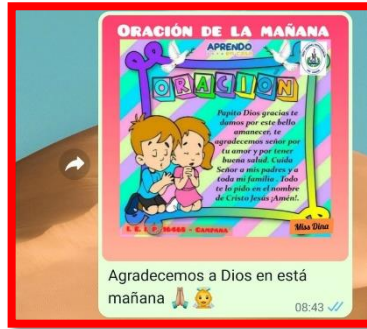 ORACIÓN DE LA MAÑANA
APRENDO
ORACION
Papito Dios gracias te
damos por este bello
amanecer, te
agradecemos señor por
tu amor y por tener
buena salud. Cuida
Señor a mis padres y a
toda mi familia . Todo
te lo pido en el nombre
de Cristo Jesús ¡Amén!.
Miss Dina
Agradecemos a Dios en está
mañana 🙏🏼 👼
08:43